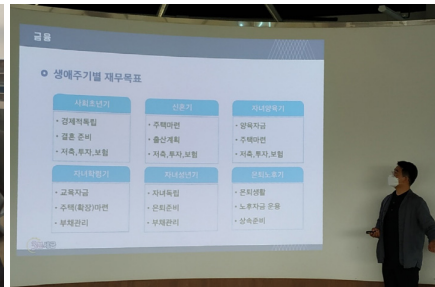 금융
생애주기별 재무목표
사회초년기
• 경제적독립
• 결혼 준비
• 저축,투자,보험
신혼기
• 주택마련
• 출산계획
• 저축,투자,보험
자녀양육기
• 양육자금
• 주택마련
• 저축,투자,보험
자녀학령기
• 교육자금
• 주택(확장)마련
• 부채관리
자녀성년기
• 자녀독립
• 은퇴준비
• 부채관리
은퇴노후기
• 은퇴생활
• 노후자금 운용
• 상속준비